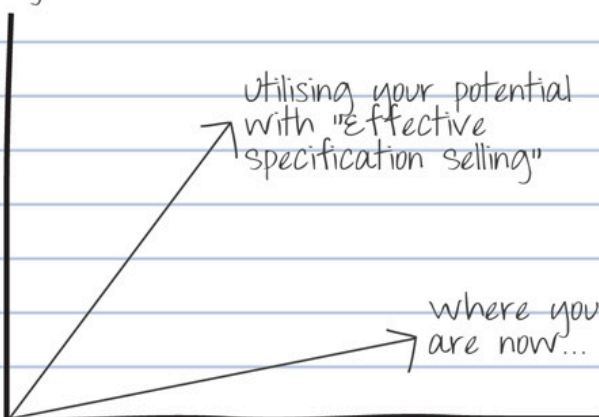 utilising your potential
with "Effective
specification selling"
where you
are now...